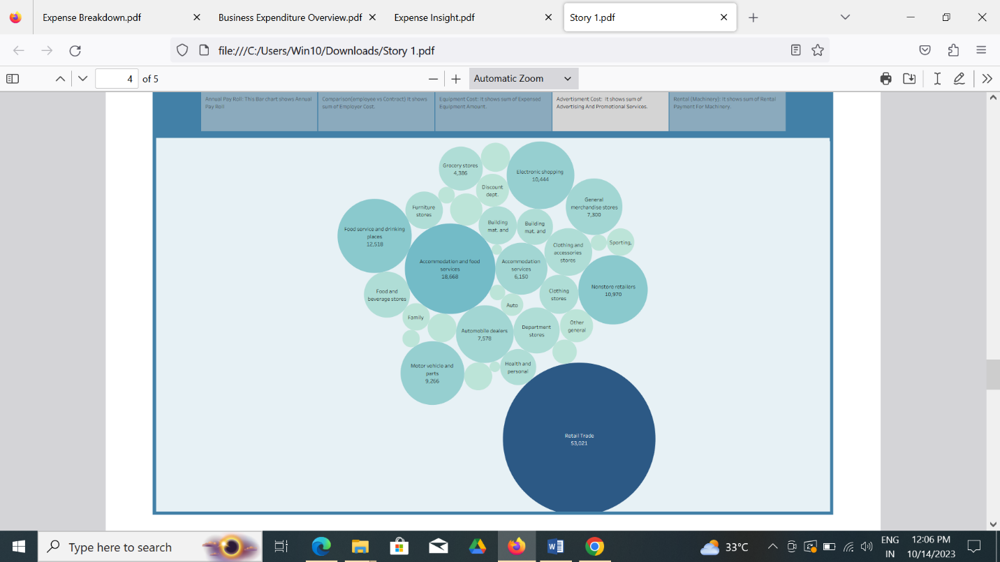 Expense Breakdown.pdf
Business Expenditure Overview.pdf
Expense Insight.pdf
Story 1.pdf
file:///C:/Users/Win10/Downloads/Story 1.pdf
4 of 5
Automatic Zoom
Annual Pay Roll: This Bar chart shows Annual
Pay Roll
Comparison(employee vs Contract) It shows
sum of Employer Cost.
Equipment Cost: it shows sum of Expensed
Equipment Amount.
Advertisment Cost: It shows sum of
Advertising And Promotional Services.
Rental (Machinery): it shows sum of Rental
Payment For Machinery.
Grocery stores
4,386
Electronic shopping
10,444
Discount
dept.
General
merchandise stores
7,300
Furniture
stores
Building
mat. and
Building
mat. and
Food service and drinking
places
12,518
Sporting,
Clothing and
accessories
stores
Accommodation and food
services
18,668
Accommodation
services
6,150
Nonstore retailers
10,970
Food and
beverage stores
Clothing
stores
Auto
Family
Other
general
Automobile dealers
7,578
Department
stores
Motor vehicle and
parts
9,266
Health and
personal
Retail Trade
53,021
Type here to search
33°C
ENG
IN
12:06 PM
10/14/2023